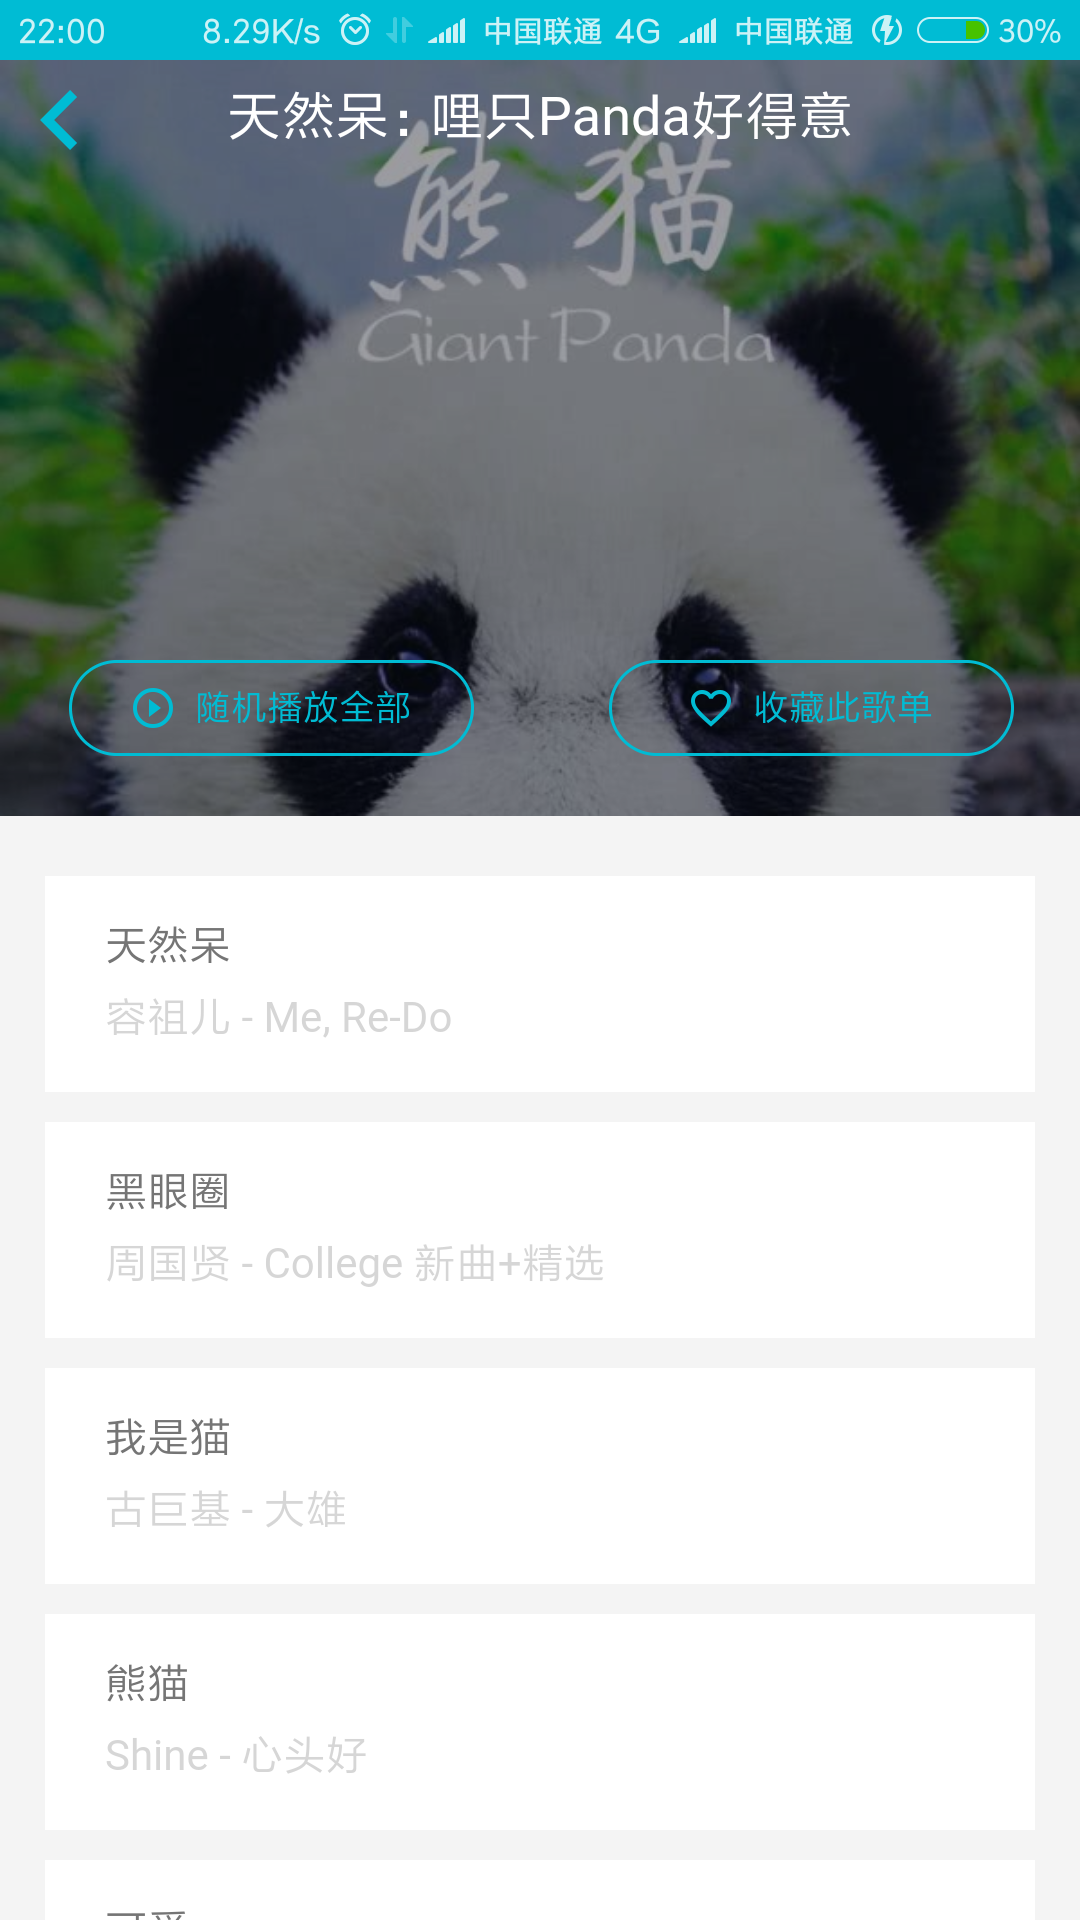 22:00 8.29K/s 中国联通 4G 中国联通 30%
天然呆：哩只Panda好得意
熊猫
Giant Panda
随机播放全部 收藏此歌单
天然呆
容祖儿 - Me, Re-Do
黑眼圈
周国贤 - College 新曲+精选
我是猫
古巨基 - 大雄
熊猫
Shine - 心头好
可爱